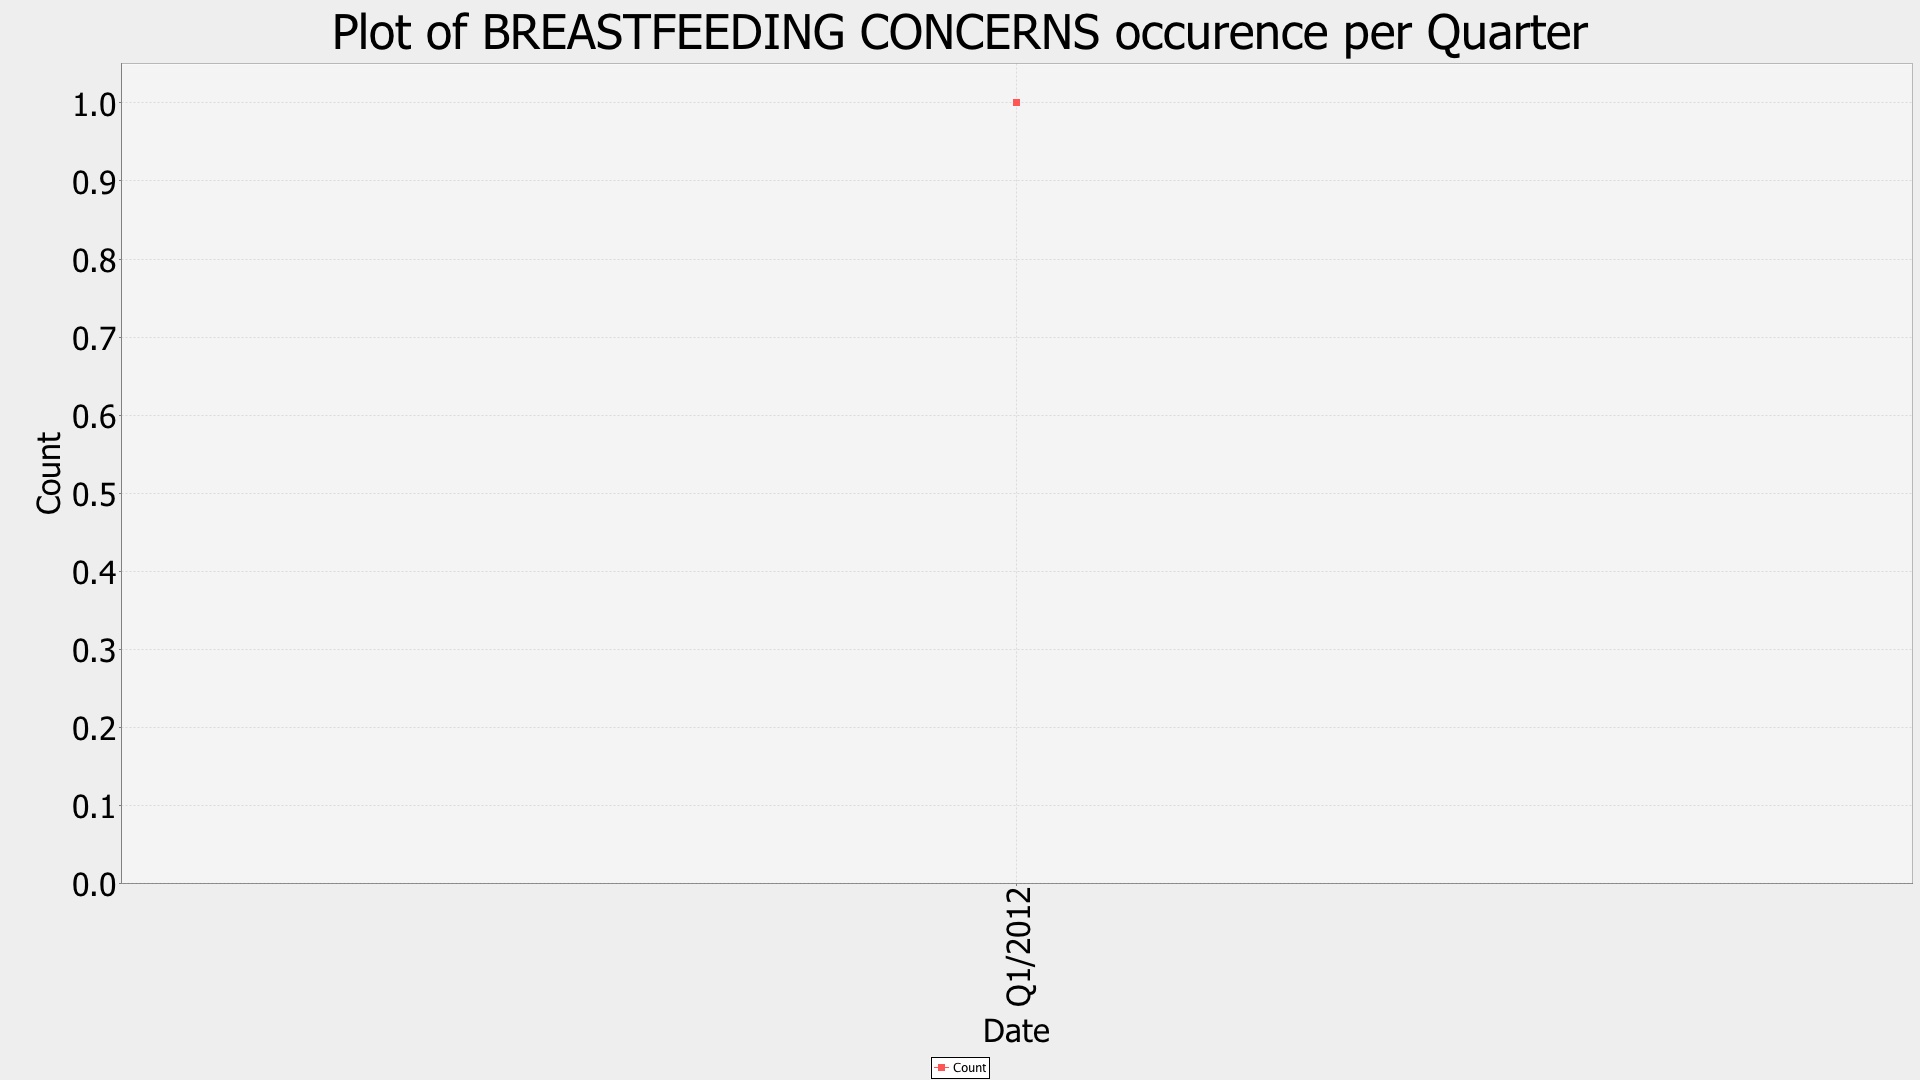 Plot of BREASTFEEDING CONCERNS occurence per Quarter
1.0
0.9
0.8
0.7
0.6
0.5
0.4
0.3
0.2
0.1
0.0
Count
Q1/2012
Date
Count